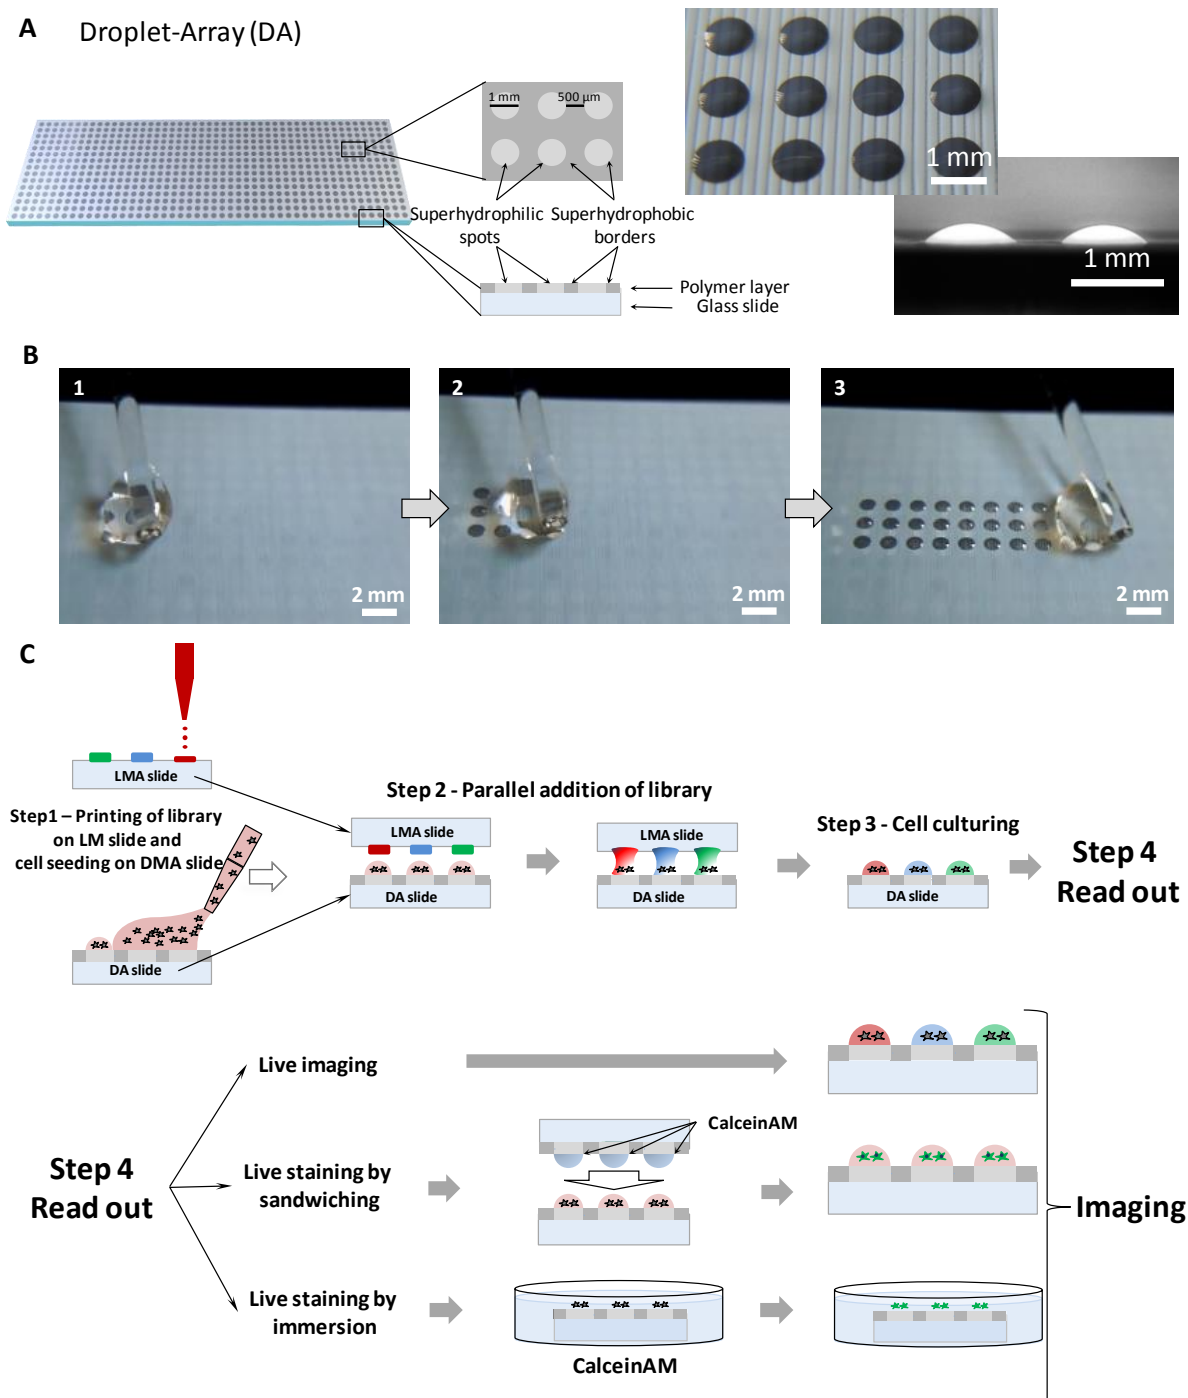 A
Droplet-Array (DA)
1 mm
500 µm
Superhydrophilic
spots
Superhydrophobic
borders
Polymer layer
Glass slide
1 mm
1 mm
B
1
2 mm
2
2 mm
3
2 mm
C
LMA slide
Step1 – Printing of library
on LM slide and
cell seeding on DMA slide
DA slide
Step 2 - Parallel addition of library
LMA slide
DA slide
LMA slide
DA slide
Step 3 - Cell culturing
DA slide
Step 4
Read out
Step 4
Read out
Live imaging
Live staining by
sandwiching
CalceinAM
Live staining by
immersion
CalceinAM
Imaging